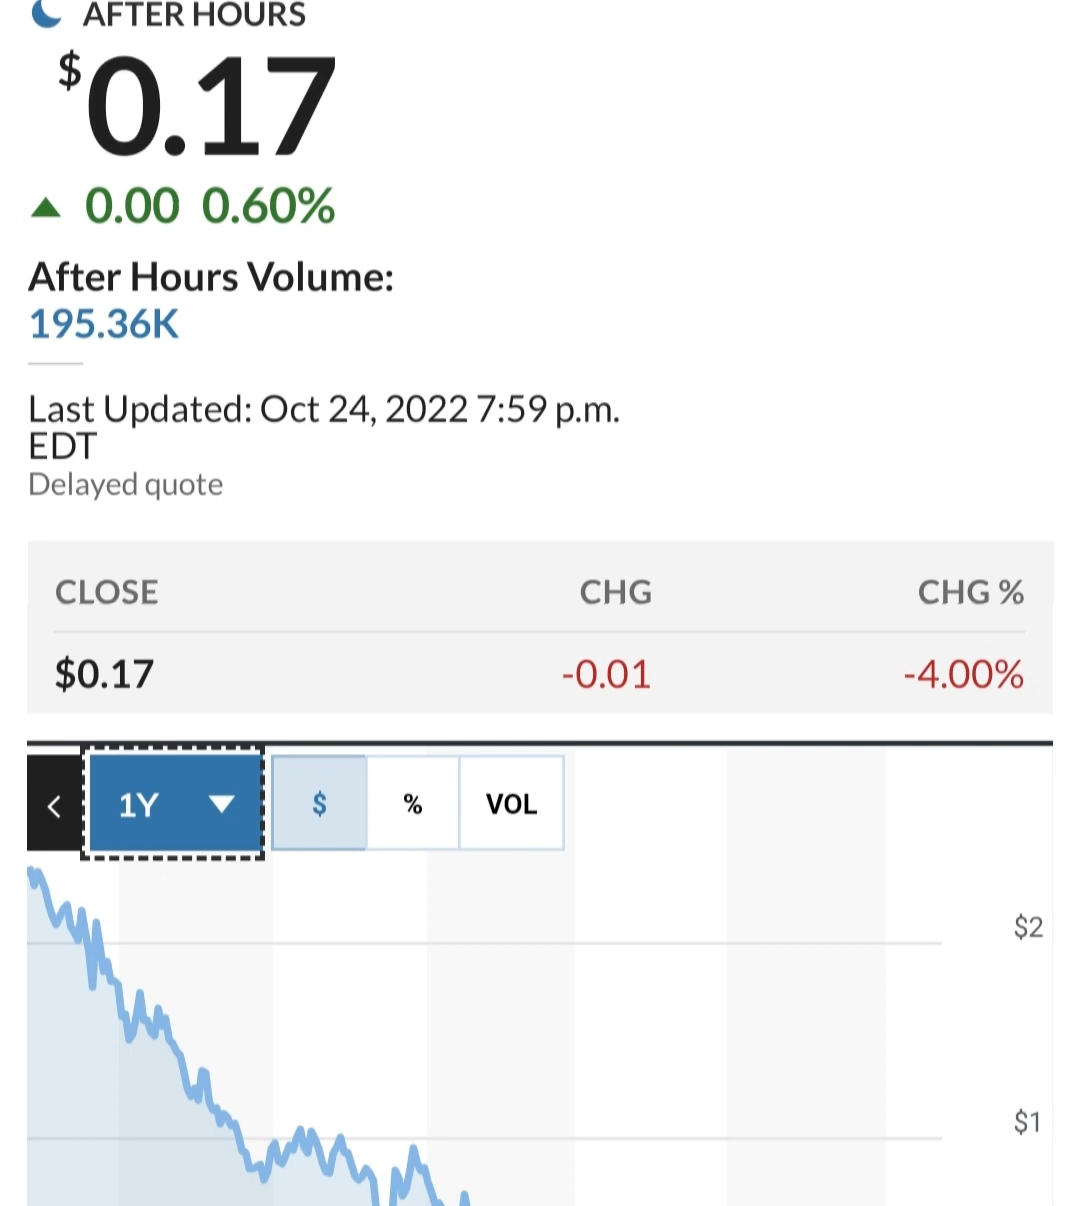 AFTER HOURS
$0.17
0.00 0.60%
After Hours Volume:
195.36K
Last Updated: Oct 24, 2022 7:59 p.m.
EDT
Delayed quote
CLOSE CHG CHG %
$0.17 -0.01 -4.00%
1Y $ % VOL
$2
$1